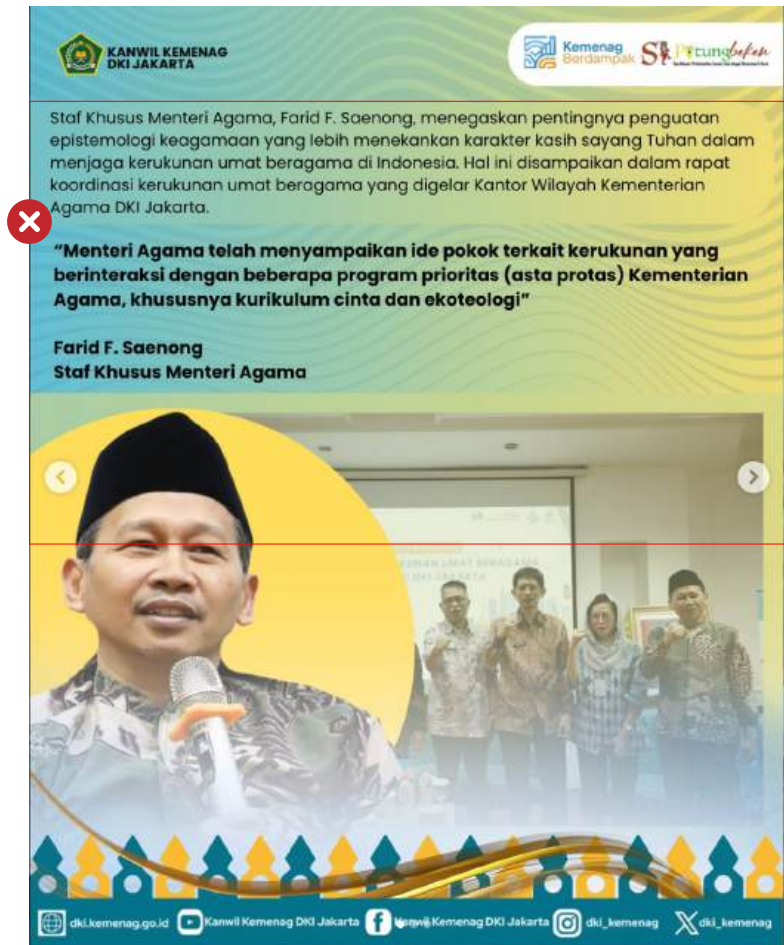 KANWIL KEMENAG
DKI JAKARTA
Kemenag
Berdampak
Staf Khusus Menteri Agama, Farid F. Saenong, menegaskan pentingnya penguatan
epistemologi keagamaan yang lebih menekankan karakter kasih sayang Tuhan dalam
menjaga kerukunan umat beragama di Indonesia. Hal ini disampaikan dalam rapat
koordinasi kerukunan umat beragama yang digelar Kantor Wilayah Kementerian
Agama DKI Jakarta.
“Menteri Agama telah menyampaikan ide pokok terkait kerukunan yang
berinteraksi dengan beberapa program prioritas (asta protas) Kementerian
Agama, khususnya kurikulum cinta dan ekoteologi”
Farid F. Saenong
Staf Khusus Menteri Agama
UMAT BERAGAMA
DKI JAKARTA
dki.kemenag.go.id
Kanwil Kemenag DKI Jakarta
Kanwil Kemenag DKI Jakarta
dki_kemenag
dki_kemenag